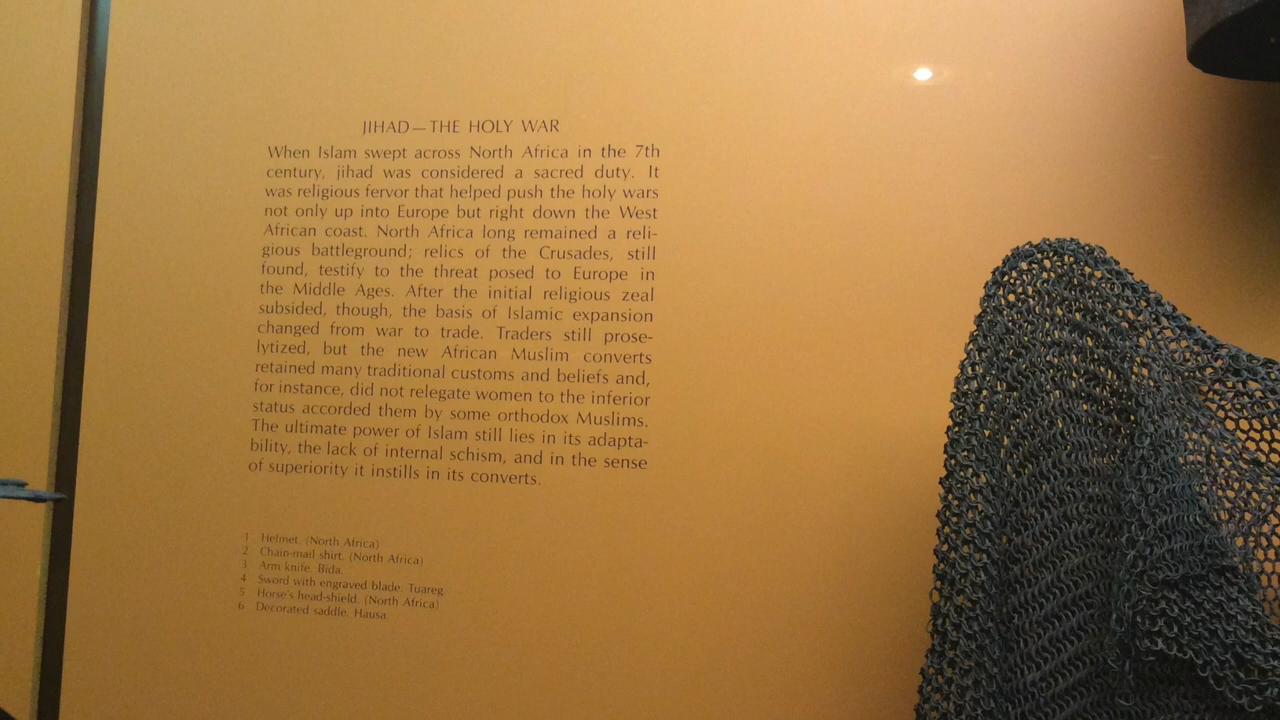 JIHAD—THE HOLY WAR
When Islam swept across North Africa in the 7th
century, jihad was considered a sacred duty. It
was religious fervor that helped push the holy wars
not only up into Europe but right down the West
African coast. North Africa long remained a reli-
gious battleground; relics of the Crusades, still
found, testify to the threat posed to Europe in
the Middle Ages. After the initial religious zeal
subsided, though, the basis of Islamic expansion
changed from war to trade. Traders still prose-
lytized, but the new African Muslim converts
retained many traditional customs and beliefs and,
for instance, did not relegate women to the inferior
status accorded them by some orthodox Muslims.
The ultimate power of Islam still lies in its adapta-
bility, the lack of internal schism, and in the sense
of superiority it instills in its converts.
1 Helmet. (North Africa)
2 Chain-mail shirt. (North Africa)
3 Arm knife. Bida.
4 Sword with engraved blade. Tuareg.
5 Horse's head-shield. (North Africa)
6 Decorated saddle. Hausa.